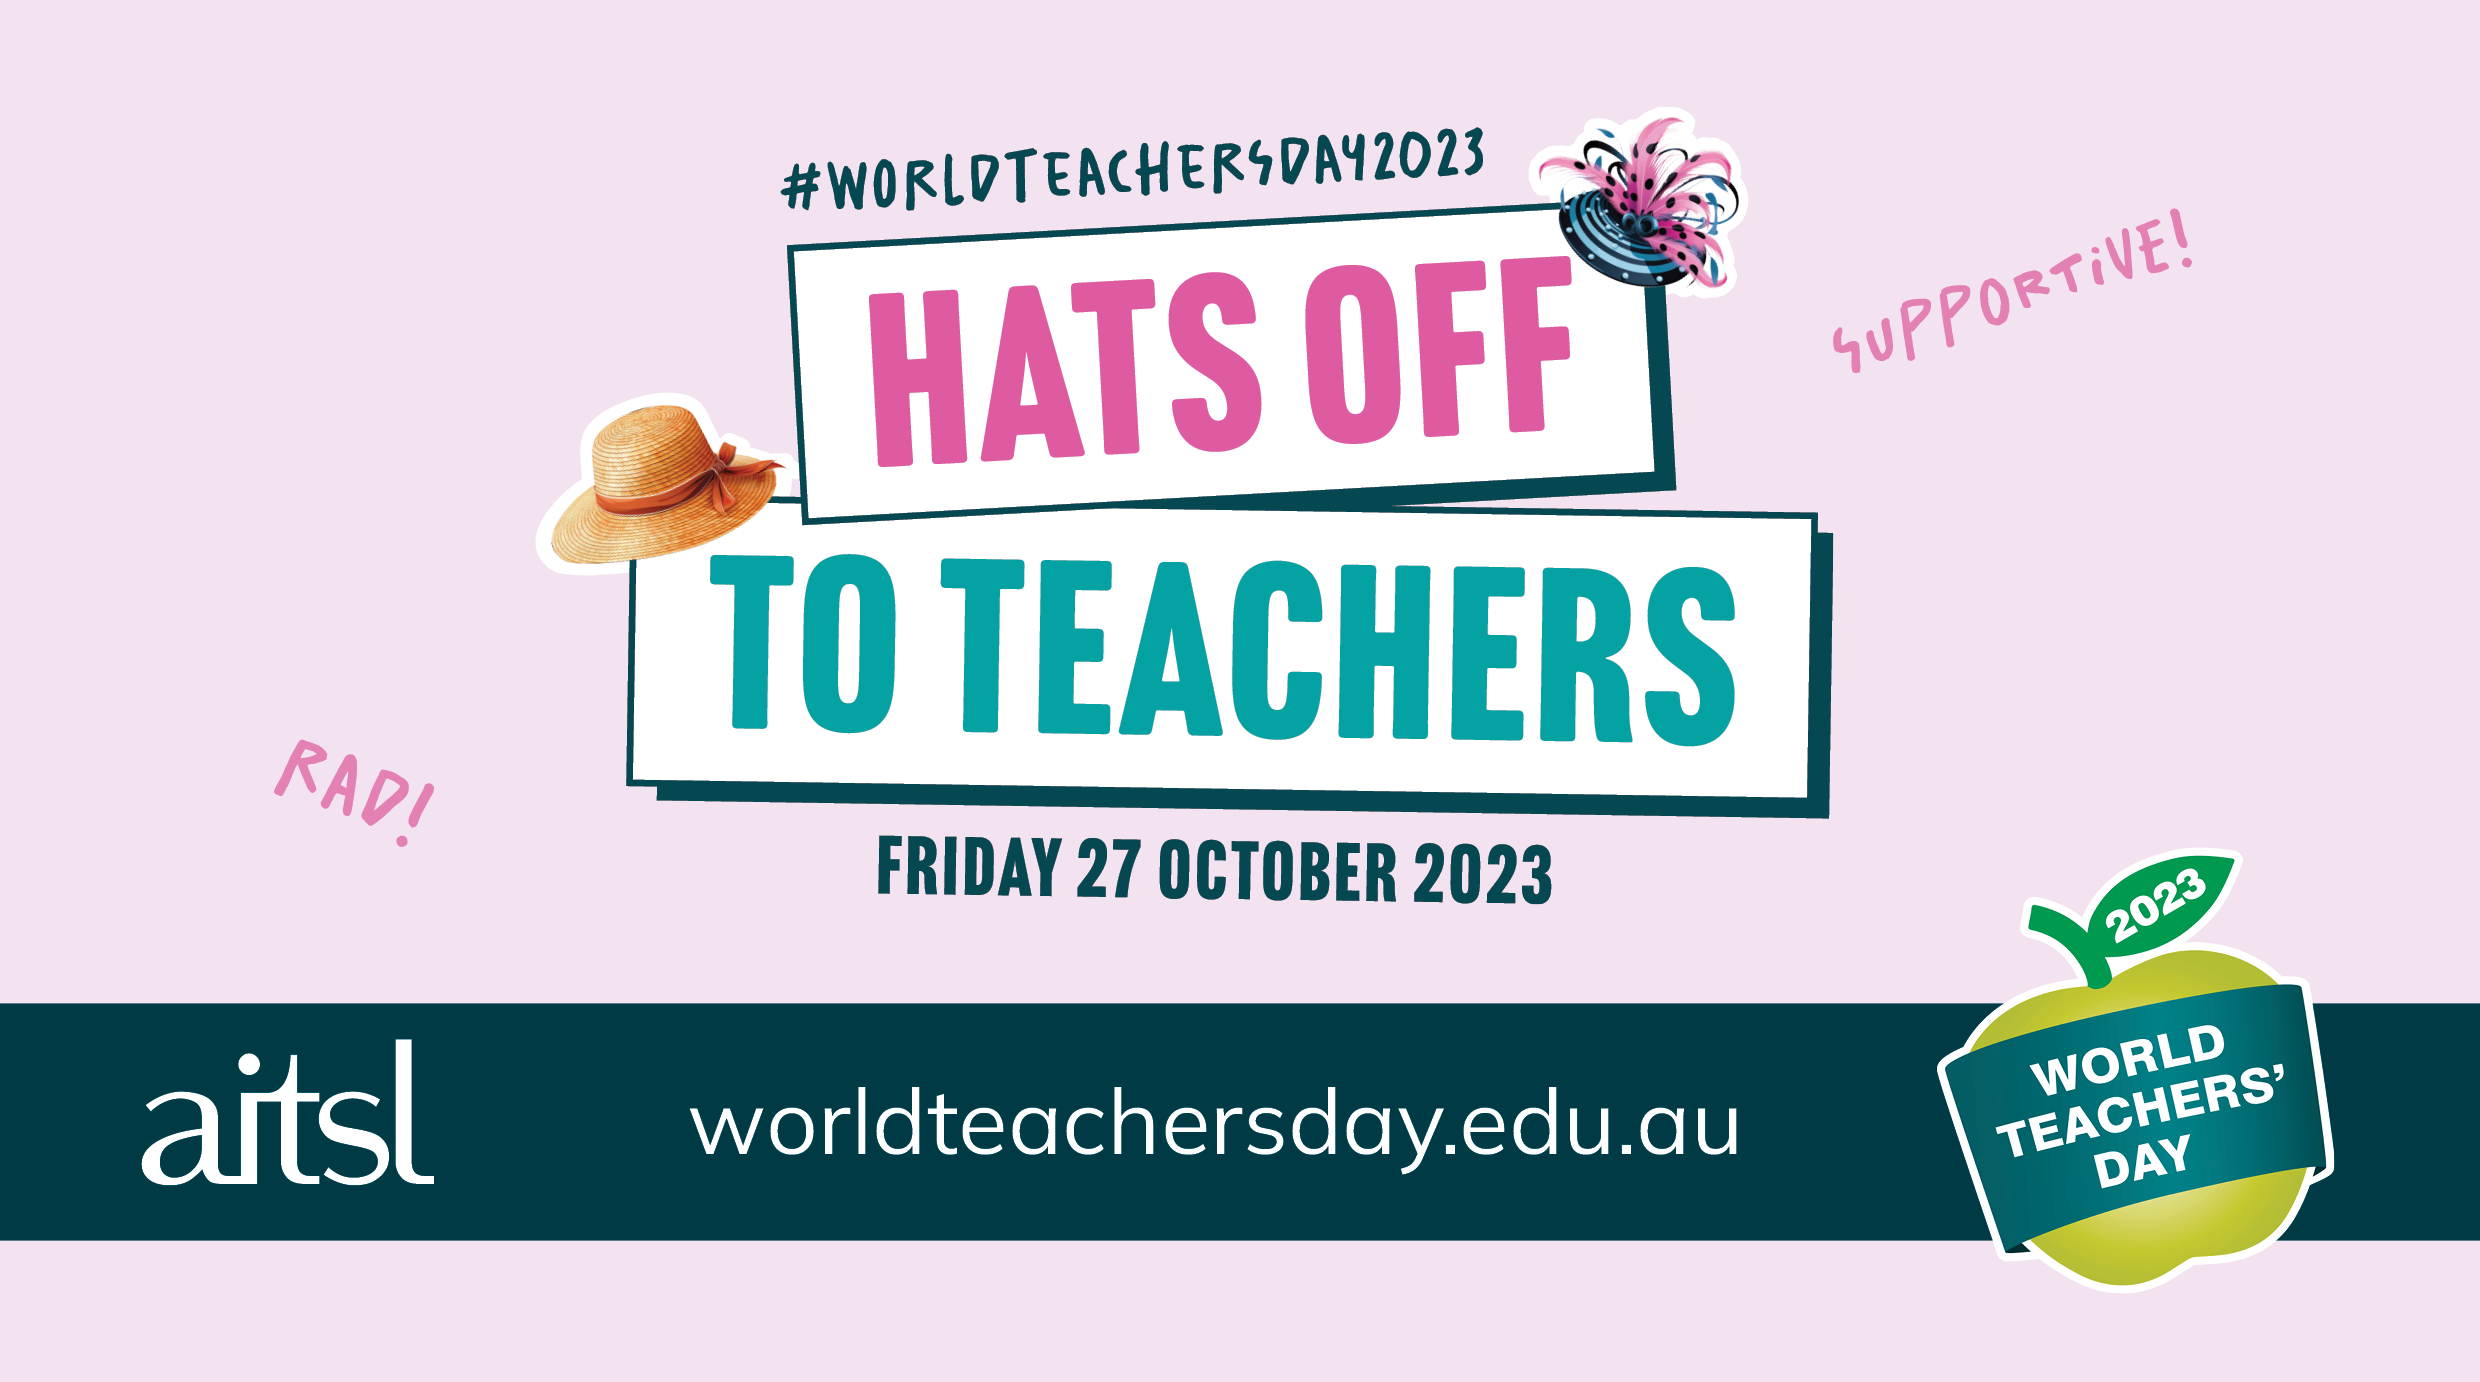 #WORLDTEACHERSDAY2023
HATS OFF
SUPPORTiVE!
TO TEACHERS
RAD!
FRIDAY 27 OCTOBER 2023
2023
aitsl
worldteachersday.edu.au
WORLD
TEACHERS'
DAY